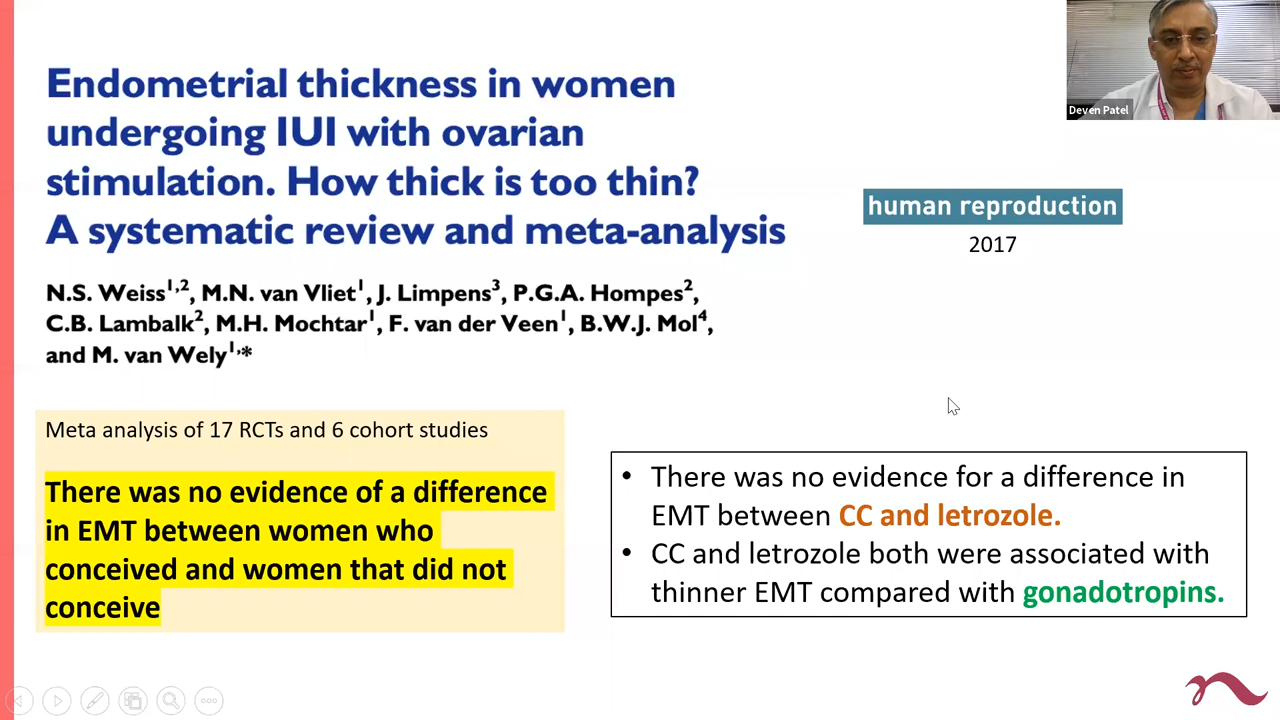 Endometrial thickness in women
undergoing IUI with ovarian
stimulation. How thick is too thin?
A systematic review and meta-analysis
N.S. Weiss1,2, M.N. van Vliet1, J. Limpens3, P.G.A. Hompes2,
C.B. Lambalk2, M.H. Mochtar1, F. van der Veen1, B.W.J. Mol4,
and M. van Wely1,*
human reproduction
2017
Deven Patel
Meta analysis of 17 RCTs and 6 cohort studies
There was no evidence of a difference
in EMT between women who
conceived and women that did not
conceive
• There was no evidence for a difference in
EMT between CC and letrozole.
• CC and letrozole both were associated with
thinner EMT compared with gonadotropins.